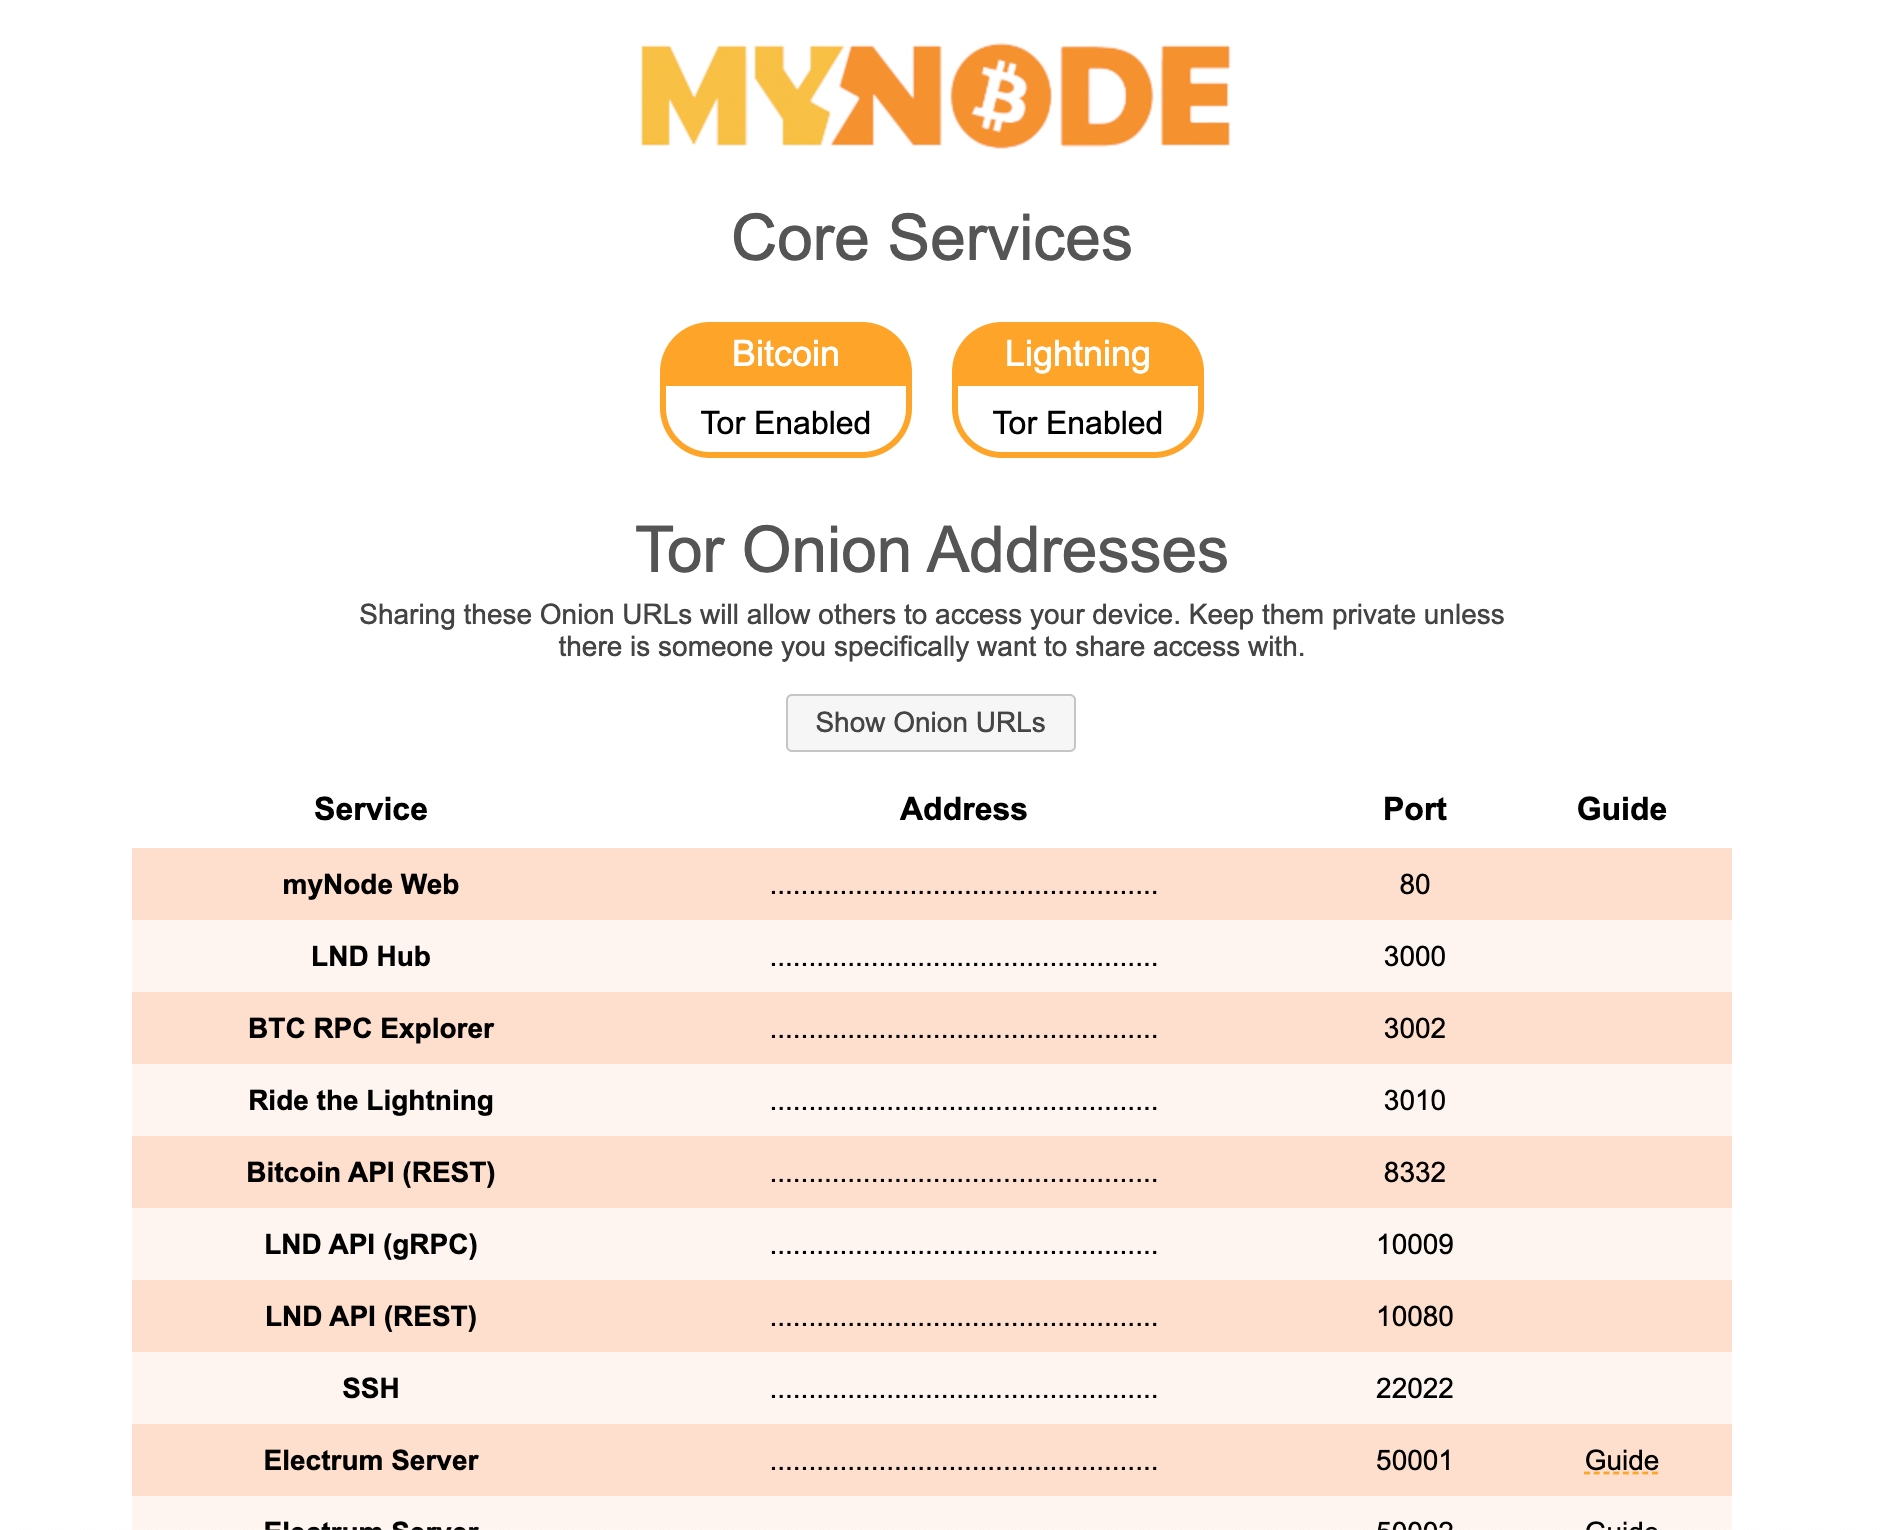 MYNODE
Core Services
Bitcoin Lightning
Tor Enabled Tor Enabled
Tor Onion Addresses
Sharing these Onion URLs will allow others to access your device. Keep them private unless
there is someone you specifically want to share access with.
Show Onion URLs
Service Address Port Guide
myNode Web .................................................. 80
LND Hub .................................................. 3000
BTC RPC Explorer .................................................. 3002
Ride the Lightning .................................................. 3010
Bitcoin API (REST) .................................................. 8332
LND API (gRPC) .................................................. 10009
LND API (REST) .................................................. 10080
SSH .................................................. 22022
Electrum Server .................................................. 50001 Guide
Electrum Server 50002 Guide